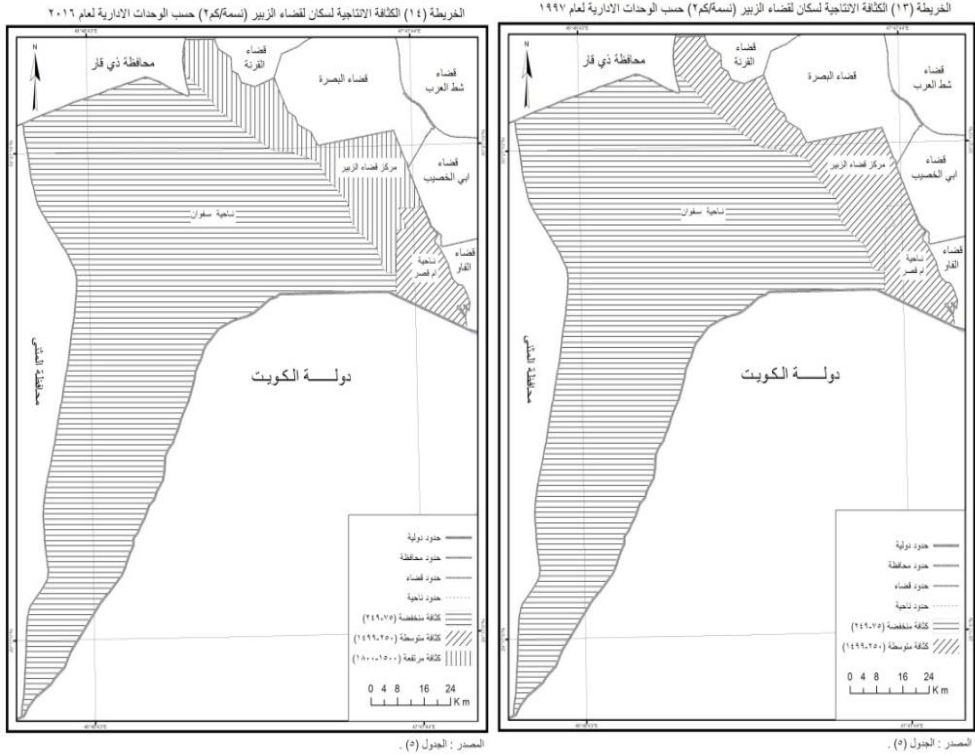 الخريطة (١٣) الكثافة الانتاجية لسكان لقضاء الزبير (نسمة/كم٢) حسب الوحدات الادارية لعام ١٩٩٧
N
محافظة ذي قار
قضاء
القرنة
قضاء البصرة
قضاء
شط العرب
مركز قضاء الزبير
قضاء
ابي الخصيب
ناحية سفوان
ناحية
ام قصر
قضاء
الفاو
محافظة المثنى
دولــــة الكويت
حدود دولية
حدود محافظة
حدود قضاء
حدود ناحية
كثافة منخفضة (٧٥-٢٤٩)
كثافة متوسطة (٢٥٠-١٤٩٩)
0 4 8 16 24
Km
المصدر : الجدول (٥) .
الخريطة (١٤) الكثافة الانتاجية لسكان لقضاء الزبير (نسمة/كم٢) حسب الوحدات الادارية لعام ٢٠١٦
N
محافظة ذي قار
قضاء
القرنة
قضاء البصرة
قضاء
شط العرب
مركز قضاء الزبير
قضاء
ابي الخصيب
ناحية سفوان
ناحية
ام قصر
قضاء
الفاو
محافظة المثنى
دولــــة الكويت
حدود دولية
حدود محافظة
حدود قضاء
حدود ناحية
كثافة منخفضة (٧٥-٢٤٩)
كثافة متوسطة (٢٥٠-١٤٩٩)
كثافة مرتفعة (١٥٠٠-١٨٠٠)
0 4 8 16 24
Km
المصدر : الجدول (٥) .